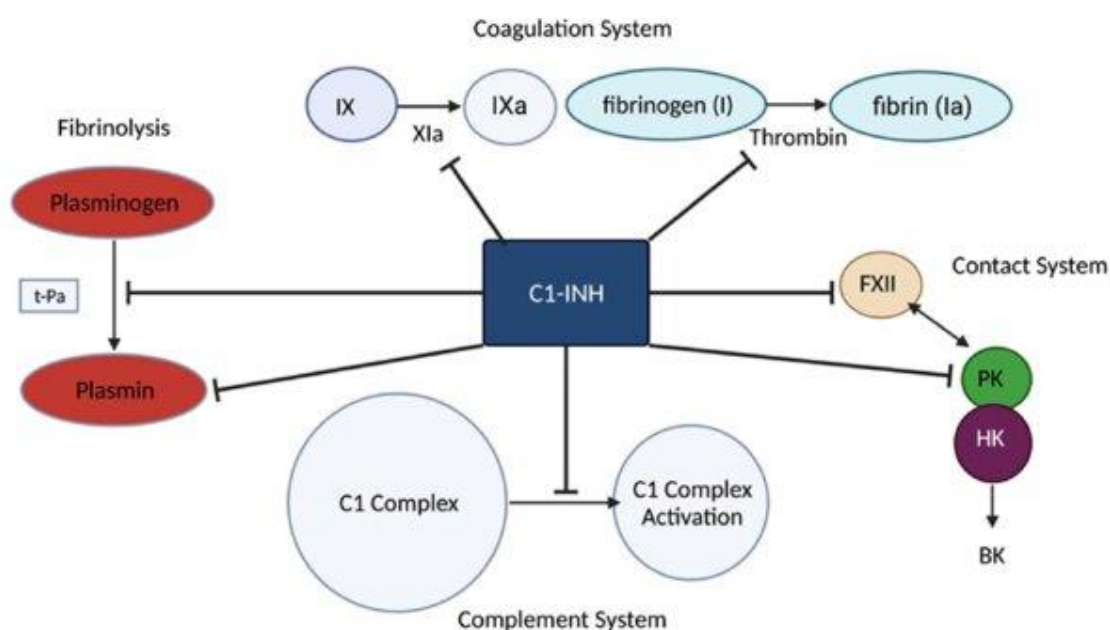 Coagulation System
IX
XIa
IXa
fibrinogen (I)
Thrombin
fibrin (Ia)
Fibrinolysis
Plasminogen
t-Pa
Plasmin
C1-INH
Contact System
FXII
PK
HK
BK
C1 Complex
C1 Complex
Activation
Complement System